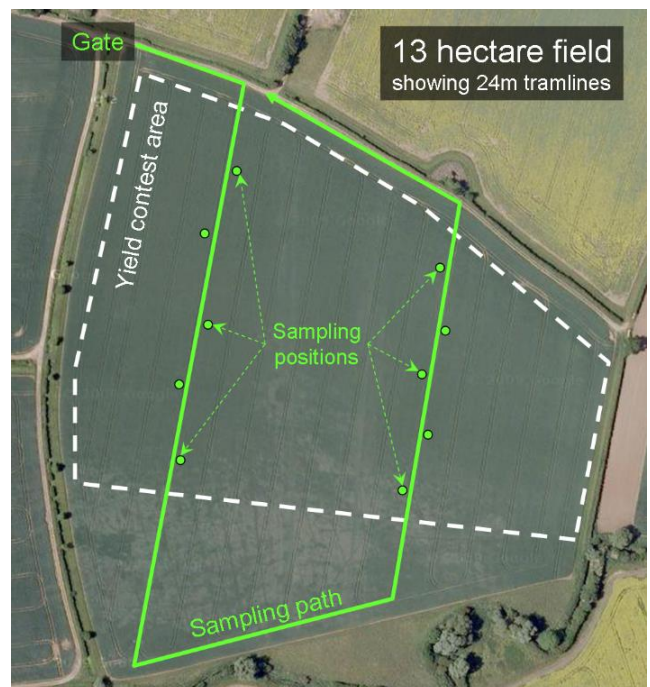 Gate
13 hectare field
showing 24m tramlines
Yield contest area
Sampling
positions
Sampling path